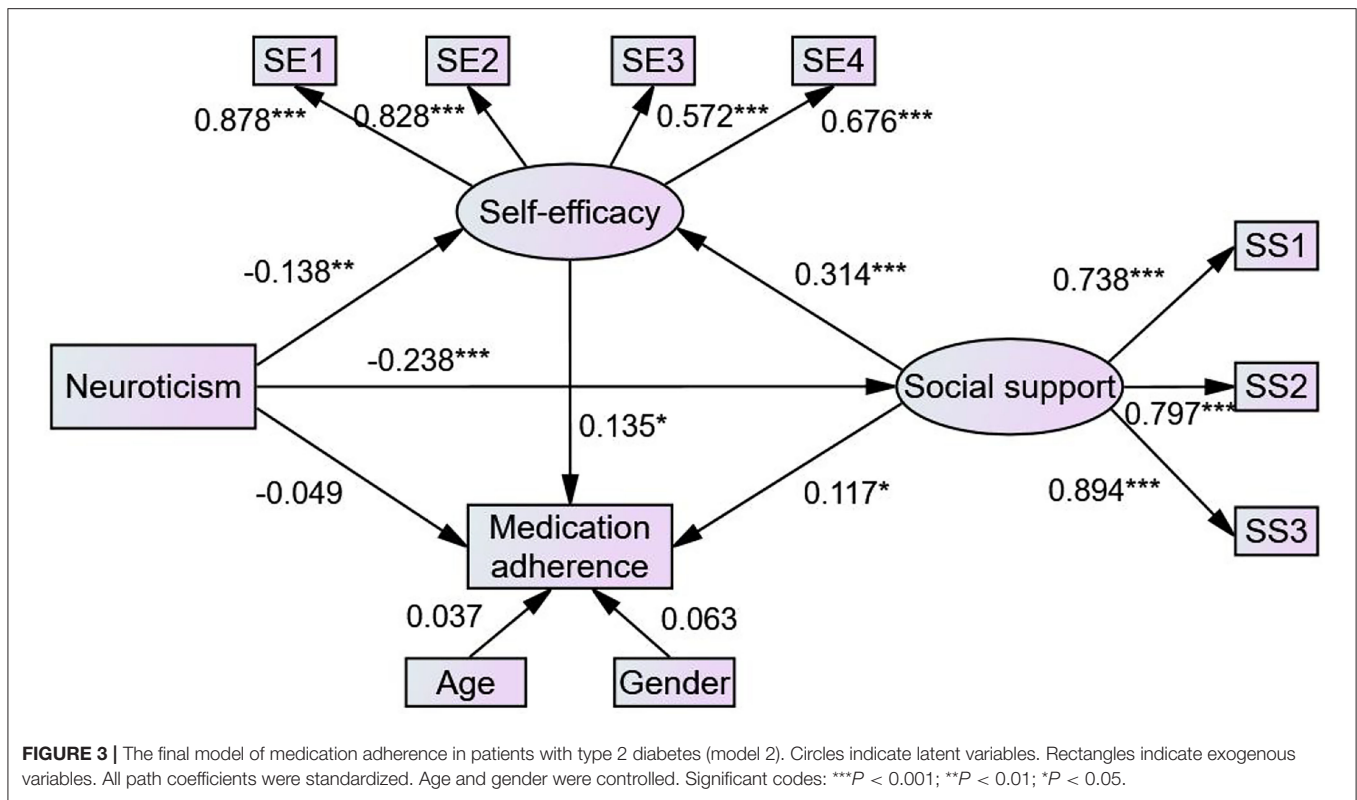 SE1 SE2 SE3 SE4
0.878*** 0.828*** 0.572*** 0.676***
Self-efficacy
SS1
-0.138** 0.314*** 0.738***
-0.238***
Neuroticism Social support SS2
0.797***
0.135*
-0.049 0.117* 0.894***
SS3
Medication
adherence
0.037 0.063
Age Gender
FIGURE 3 | The final model of medication adherence in patients with type 2 diabetes (model 2). Circles indicate latent variables. Rectangles indicate exogenous
variables. All path coefficients were standardized. Age and gender were controlled. Significant codes: ***P < 0.001; **P < 0.01; *P < 0.05.